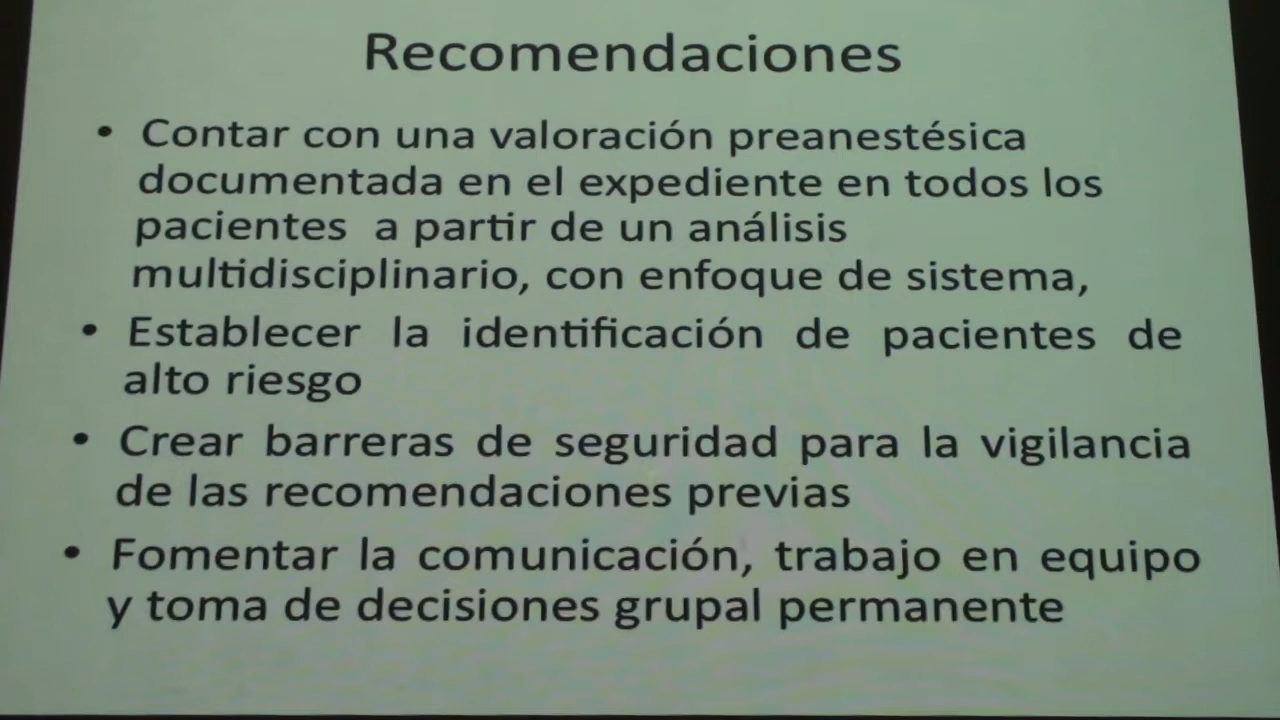 Recomendaciones
• Contar con una valoración preanestésica
documentada en el expediente en todos los
pacientes a partir de un análisis
multidisciplinario, con enfoque de sistema,
• Establecer la identificación de pacientes de
alto riesgo
• Crear barreras de seguridad para la vigilancia
de las recomendaciones previas
• Fomentar la comunicación, trabajo en equipo
y toma de decisiones grupal permanente